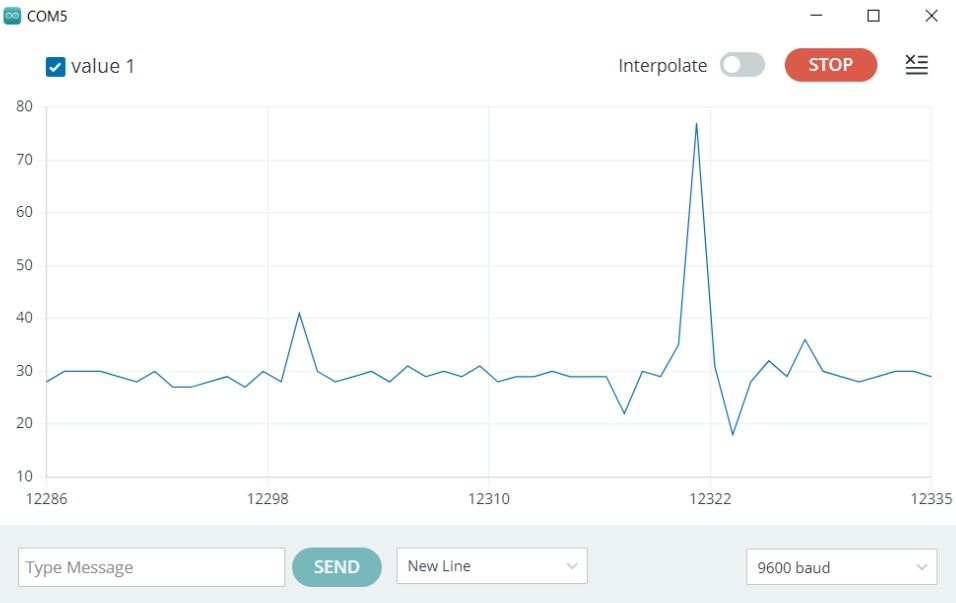 COM5
value 1
Interpolate
STOP
80
70
60
50
40
30
20
10
12286 12298 12310 12322 12335
Type Message
SEND
New Line
9600 baud